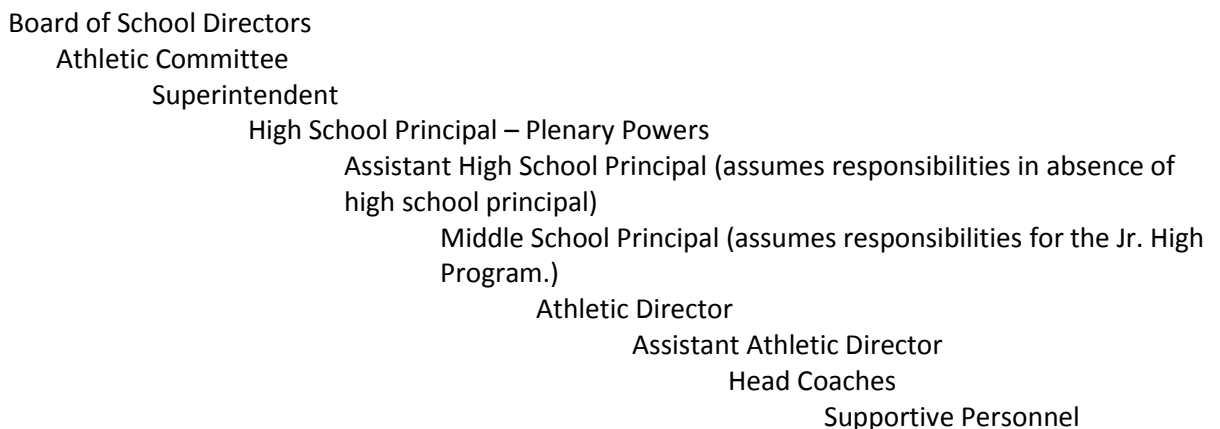 Board of School Directors
Athletic Committee
Superintendent
High School Principal – Plenary Powers
Assistant High School Principal (assumes responsibilities in absence of
high school principal)
Middle School Principal (assumes responsibilities for the Jr. High
Program.)
Athletic Director
Assistant Athletic Director
Head Coaches
Supportive Personnel